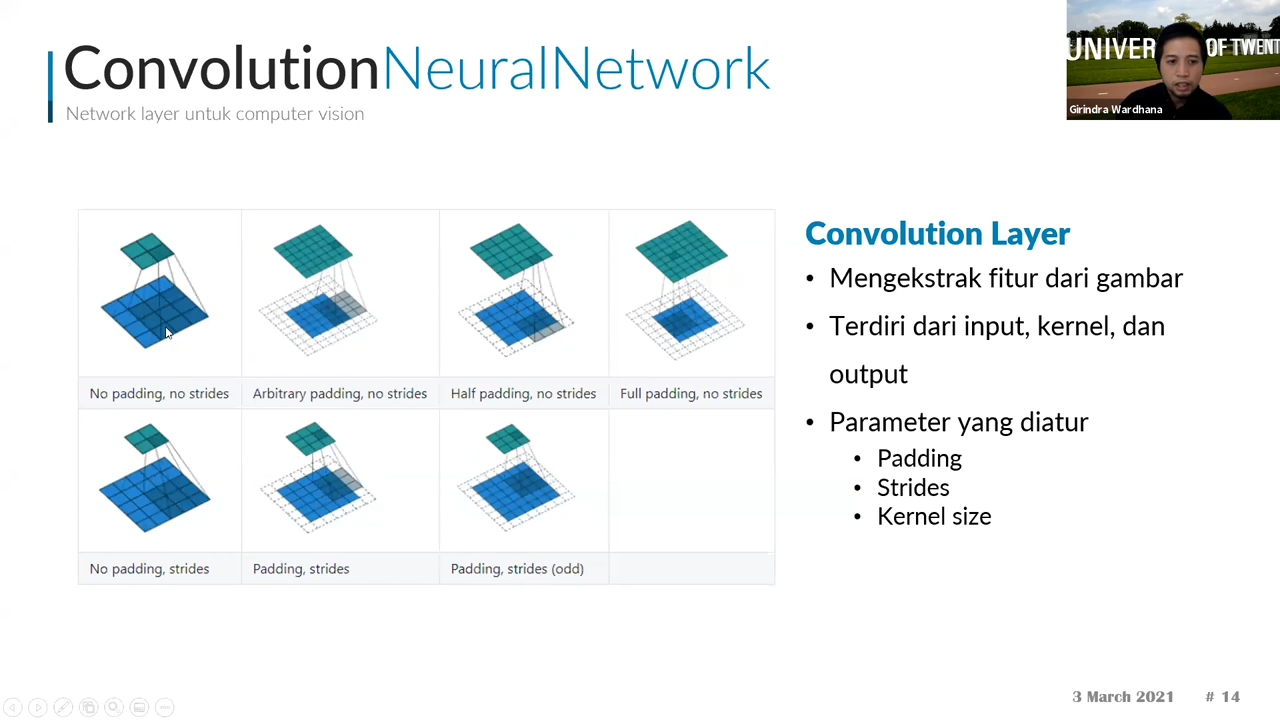 ConvolutionNeuralNetwork
Network layer untuk computer vision
UNIVER OF TWENT
Girindra Wardhana
No padding, no strides
Arbitrary padding, no strides
Half padding, no strides
Full padding, no strides
No padding, strides
Padding, strides
Padding, strides (odd)
Convolution Layer
• Mengekstrak fitur dari gambar
• Terdiri dari input, kernel, dan
output
• Parameter yang diatur
• Padding
• Strides
• Kernel size
3 March 2021 # 14